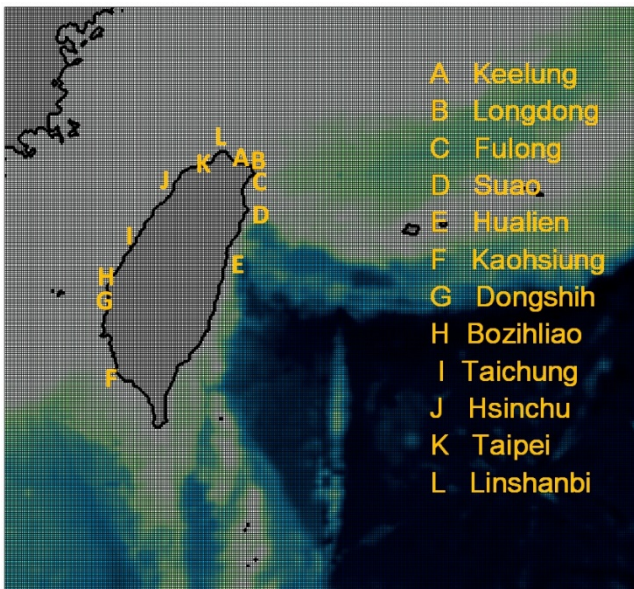 L
A B
K
C
J
D
I
E
H
G
F
A Keelung
B Longdong
C Fulong
D Suao
E Hualien
F Kaohsiung
G Dongshih
H Bozihliao
I Taichung
J Hsinchu
K Taipei
L Linshanbi